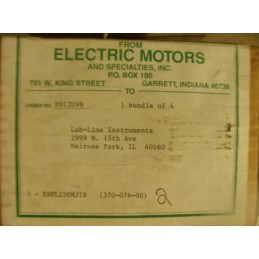 FROM
ELECTRIC MOTORS
AND SPECIALTIES, INC.
P.O. BOX 180
701 W. KING STREET GARRETT, INDIANA 46738
TO
ORDER NO. 1 bundle of 4
Lab-Line Instruments
1999 N. 15th Ave
Melrose Park, IL 60160
(370-076-00) 2